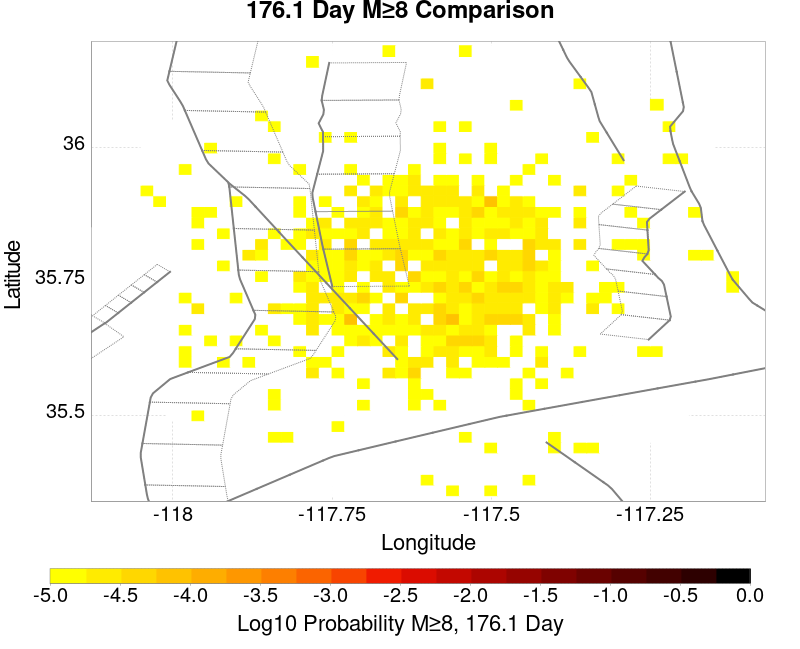 176.1 Day M≥8 Comparison
36
35.75
35.5
Latitude
-118 -117.75 -117.5 -117.25
Longitude
-5.0 -4.5 -4.0 -3.5 -3.0 -2.5 -2.0 -1.5 -1.0 -0.5 0.0
Log10 Probability M≥8, 176.1 Day